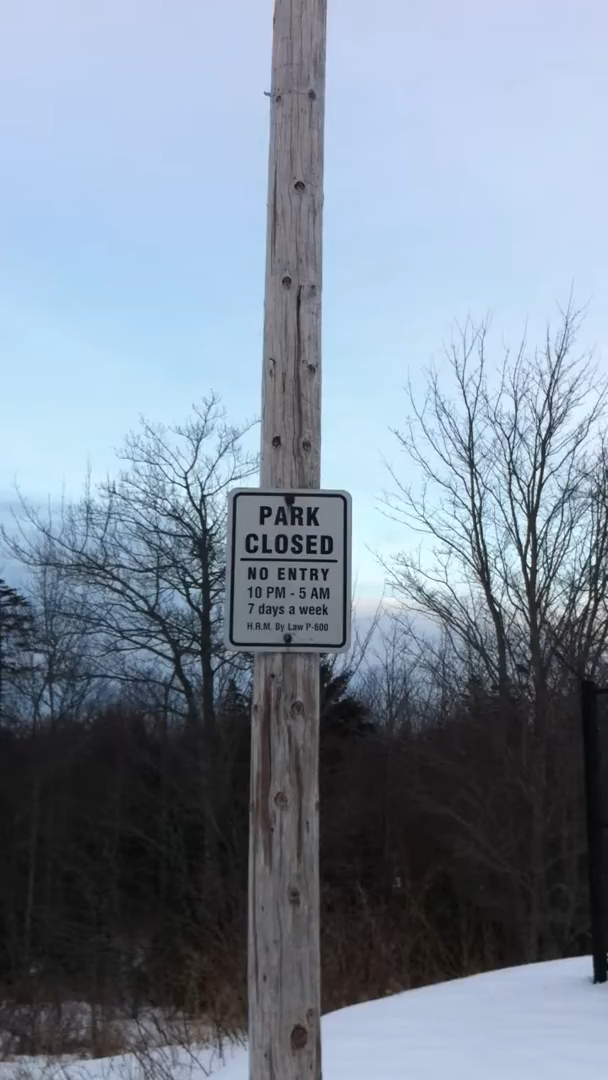 PARK
CLOSED
NO ENTRY
10 PM - 5 AM
7 days a week
H.R.M. By Law P-600